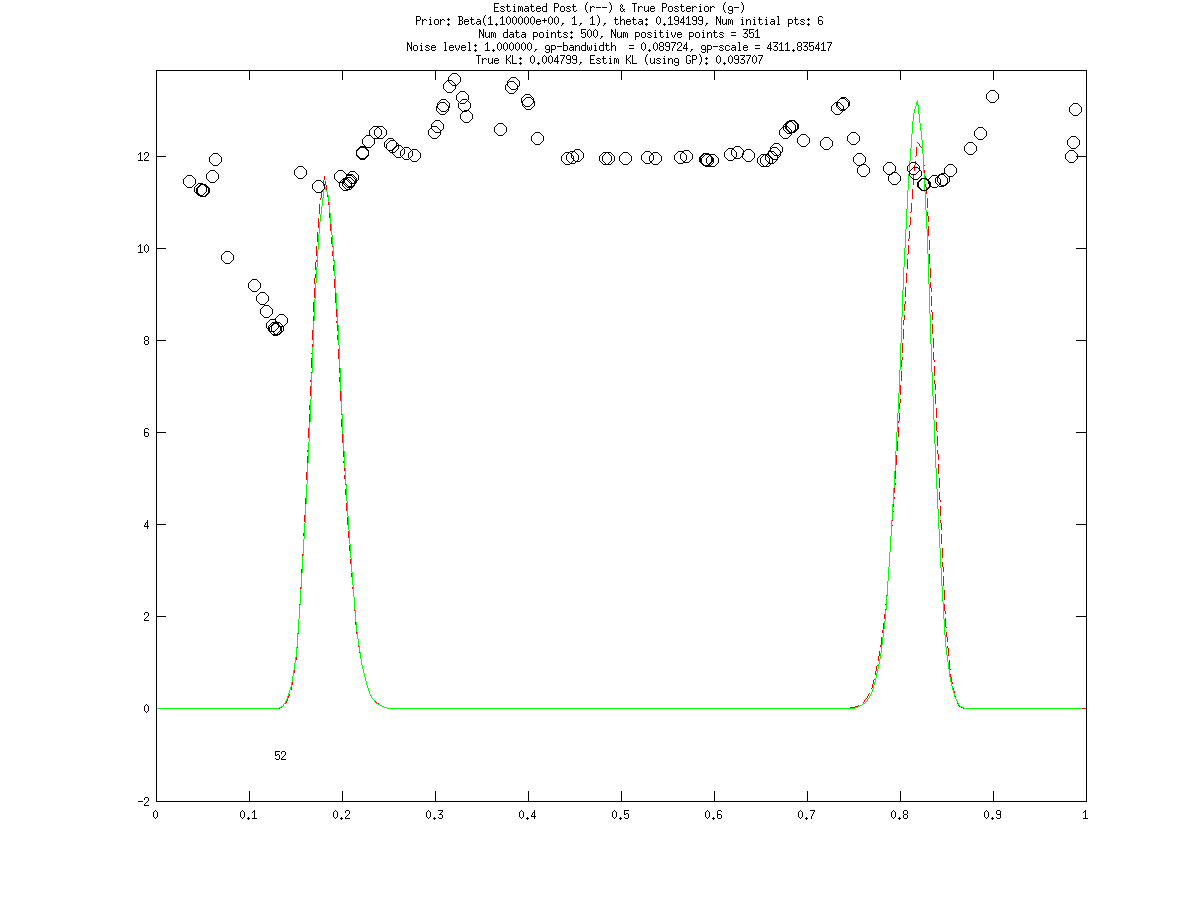 Estimated Post (r--) & True Posterior (g-)
Prior: Beta(1.100000e+00, 1, 1), theta: 0.194199, Num initial pts: 6
Num data points: 500, Num positive points = 351
Noise level: 1.000000, gp-bandwidth  = 0.089724, gp-scale = 4311.835417
True KL: 0.004799, Estim KL (using GP): 0.093707
12
10
8
6
4
2
0
52
-2
0 0.1 0.2 0.3 0.4 0.5 0.6 0.7 0.8 0.9 1